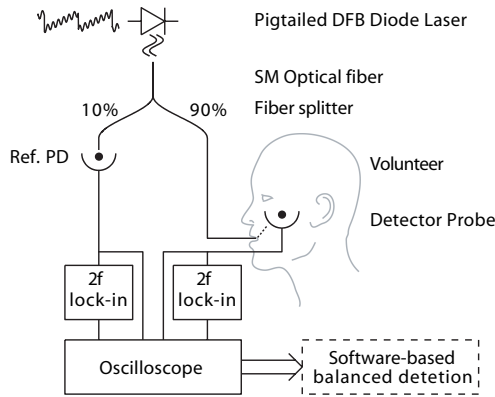 Pigtailed DFB Diode Laser
SM Optical fiber
10%
90%
Fiber splitter
Ref. PD
Volunteer
Detector Probe
2f
lock-in
2f
lock-in
Oscilloscope
Software-based
balanced detetion